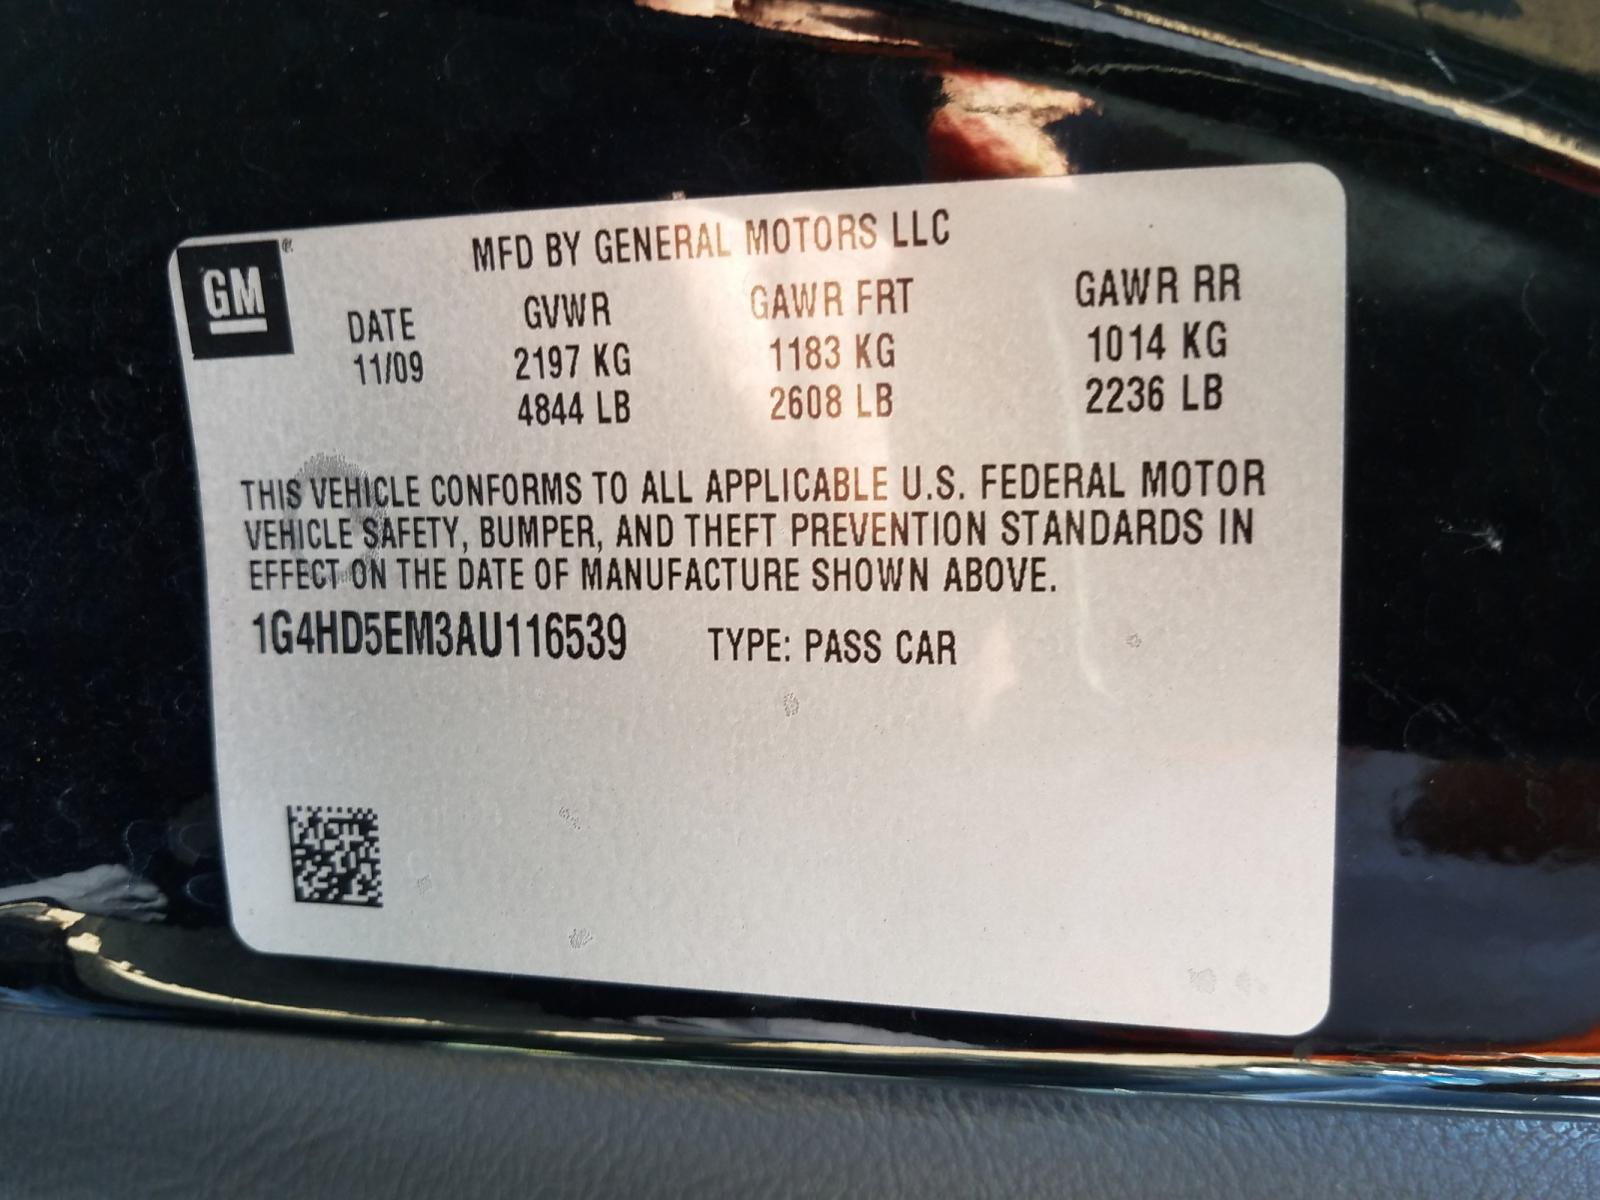 GM®
MFD BY GENERAL MOTORS LLC
DATE GVWR GAWR FRT GAWR RR
11/09 2197 KG 1183 KG 1014 KG
4844 LB 2608 LB 2236 LB
THIS VEHICLE CONFORMS TO ALL APPLICABLE U.S. FEDERAL MOTOR
VEHICLE SAFETY, BUMPER, AND THEFT PREVENTION STANDARDS IN
EFFECT ON THE DATE OF MANUFACTURE SHOWN ABOVE.
1G4HD5EM3AU116539 TYPE: PASS CAR